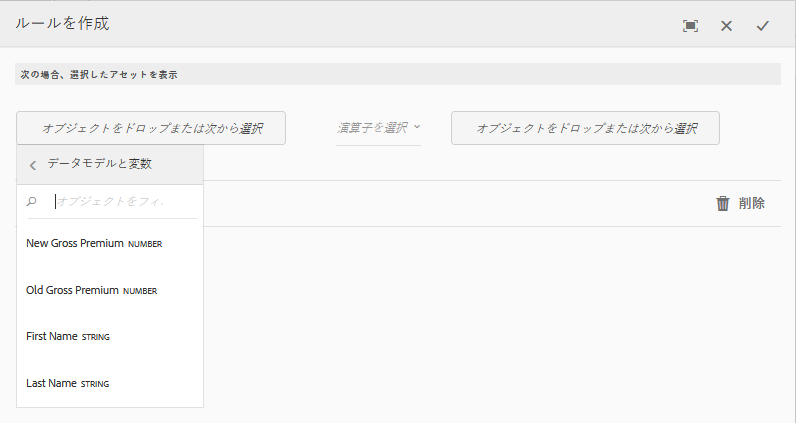 ルールを作成
次の場合、選択したアセットを表示
オブジェクトをドロップまたは次から選択 演算子を選択 オブジェクトをドロップまたは次から選択
データモデルと変数
オブジェクトをフィ.
削除
New Gross Premium NUMBER
Old Gross Premium NUMBER
First Name STRING
Last Name STRING